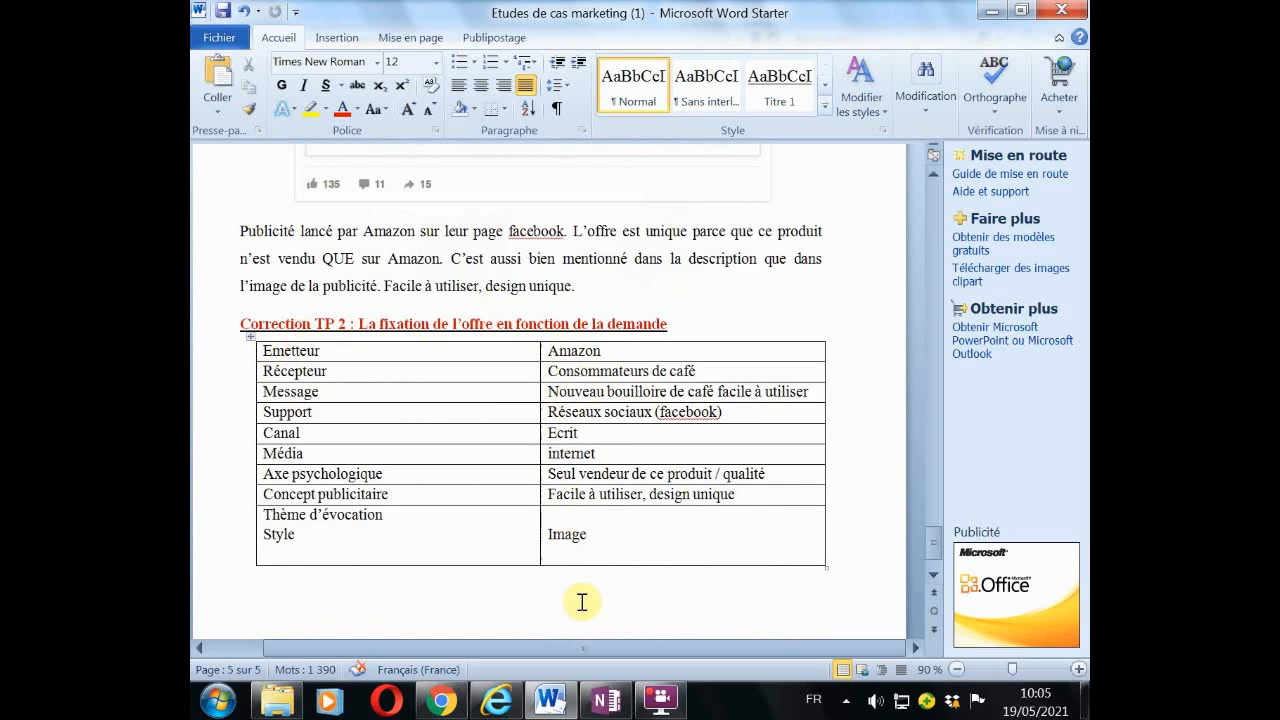 Etudes de cas marketing (1) - Microsoft Word Starter
Fichier Accueil Insertion Mise en page Publipostage
Coller
Presse-pa...
Times New Roman 12
G I S abc x₂ x²
A A Aa A A
Police
Paragraphe
AaBbCcI AaBbCcI AaBbCcI
¶ Normal ¶ Sans interl... Titre 1
Modifier
les styles
Style
Modification
ABC
Orthographe
Vérification
Acheter
Mise à ni...
135 11 15
Publicité lancé par Amazon sur leur page facebook. L’offre est unique parce que ce produit
n’est vendu QUE sur Amazon. C’est aussi bien mentionné dans la description que dans
l’image de la publicité. Facile à utiliser, design unique.
Correction TP 2 : La fixation de l’offre en fonction de la demande
Emetteur Amazon
Récepteur Consommateurs de café
Message Nouveau bouilloire de café facile à utiliser
Support Réseaux sociaux (facebook)
Canal Ecrit
Média internet
Axe psychologique Seul vendeur de ce produit / qualité
Concept publicitaire Facile à utiliser, design unique
Thème d’évocation
Style Image
Mise en route
Guide de mise en route
Aide et support
Faire plus
Obtenir des modèles
gratuits
Télécharger des images
clipart
Obtenir plus
Obtenir Microsoft
PowerPoint ou Microsoft
Outlook
Publicité
Microsoft
Office
Page : 5 sur 5 Mots : 1 390 Français (France) 90 %
FR
10:05
19/05/2021